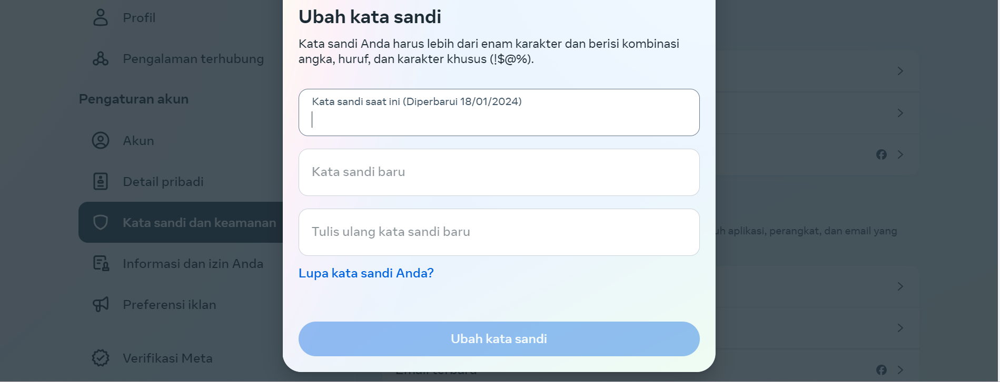 Profil
Pengalaman terhubung
Pengaturan akun
Akun
Detail pribadi
Kata sandi dan keamanan
Informasi dan izin Anda
Preferensi iklan
Verifikasi Meta
Ubah kata sandi
Kata sandi Anda harus lebih dari enam karakter dan berisi kombinasi
angka, huruf, dan karakter khusus (!$@%).
Kata sandi saat ini (Diperbarui 18/01/2024)
Kata sandi baru
Tulis ulang kata sandi baru
Lupa kata sandi Anda?
Ubah kata sandi
aplikasi, perangkat, dan email yang